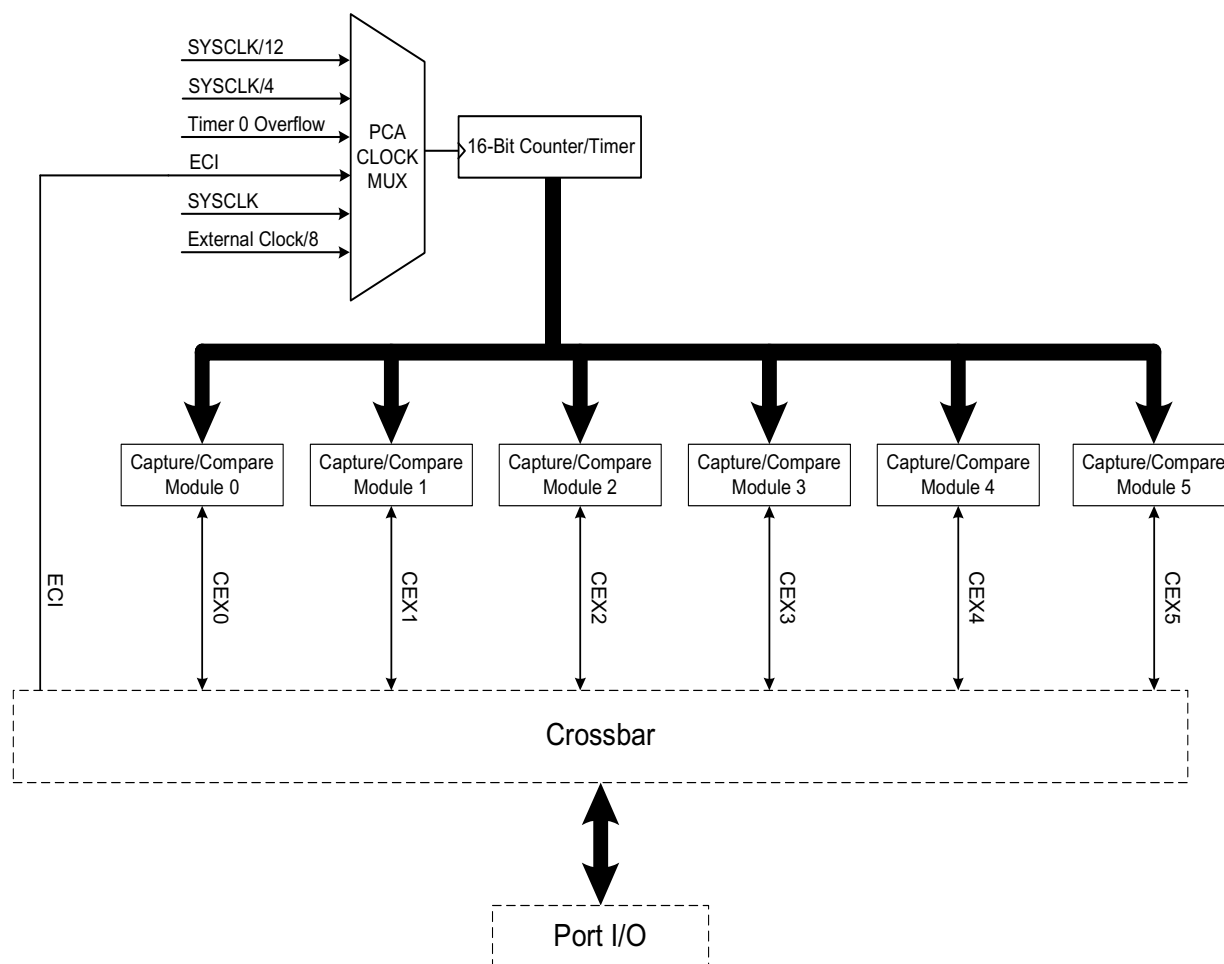 SYSCLK/12
SYSCLK/4
Timer 0 Overflow
ECI
SYSCLK
External Clock/8
PCA
CLOCK
MUX
16-Bit Counter/Timer
Capture/Compare
Module 0
Capture/Compare
Module 1
Capture/Compare
Module 2
Capture/Compare
Module 3
Capture/Compare
Module 4
Capture/Compare
Module 5
ECI
CEX0
CEX1
CEX2
CEX3
CEX4
CEX5
Crossbar
Port I/O